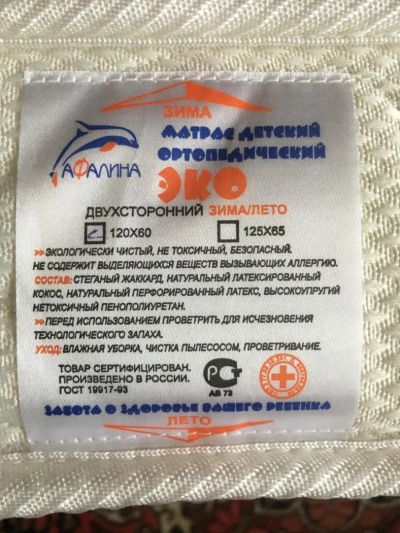 ЗИМА
АФАЛИНА
МАТРАС ДЕТСКИЙ
ОРТОПЕДИЧЕСКИЙ
ЭКО
ДВУХСТОРОННИЙ ЗИМА/ЛЕТО
120X60 125X65
>>ЭКОЛОГИЧЕСКИ ЧИСТЫЙ, НЕ ТОКСИЧНЫЙ, БЕЗОПАСНЫЙ.
НЕ СОДЕРЖИТ ВЫДЕЛЯЮЩИХСЯ ВЕЩЕСТВ ВЫЗЫВАЮЩИХ АЛЛЕРГИЮ.
СОСТАВ: СТЕГАНЫЙ ЖАККАРД, НАТУРАЛЬНЫЙ ЛАТЕКСИРОВАННЫЙ
КОКОС, НАТУРАЛЬНЫЙ ПЕРФОРИРОВАННЫЙ ЛАТЕКС, ВЫСОКОУПРУГИЙ
НЕТОКСИЧНЫЙ ПЕНОПОЛИУРЕТАН.
>>ПЕРЕД ИСПОЛЬЗОВАНИЕМ ПРОВЕТРИТЬ ДЛЯ ИСЧЕЗНОВЕНИЯ
ТЕХНОЛОГИЧЕСКОГО ЗАПАХА.
УХОД: ВЛАЖНАЯ УБОРКА, ЧИСТКА ПЫЛЕСОСОМ, ПРОВЕТРИВАНИЕ.
ТОВАР СЕРТИФИЦИРОВАН.
ПРОИЗВЕДЕНО В РОССИИ.
ГОСТ 19917-93
АВ 73
ЗАБОТА О ЗДОРОВЬЕ ВАШЕГО РЕБЕНКА
ЛЕТО